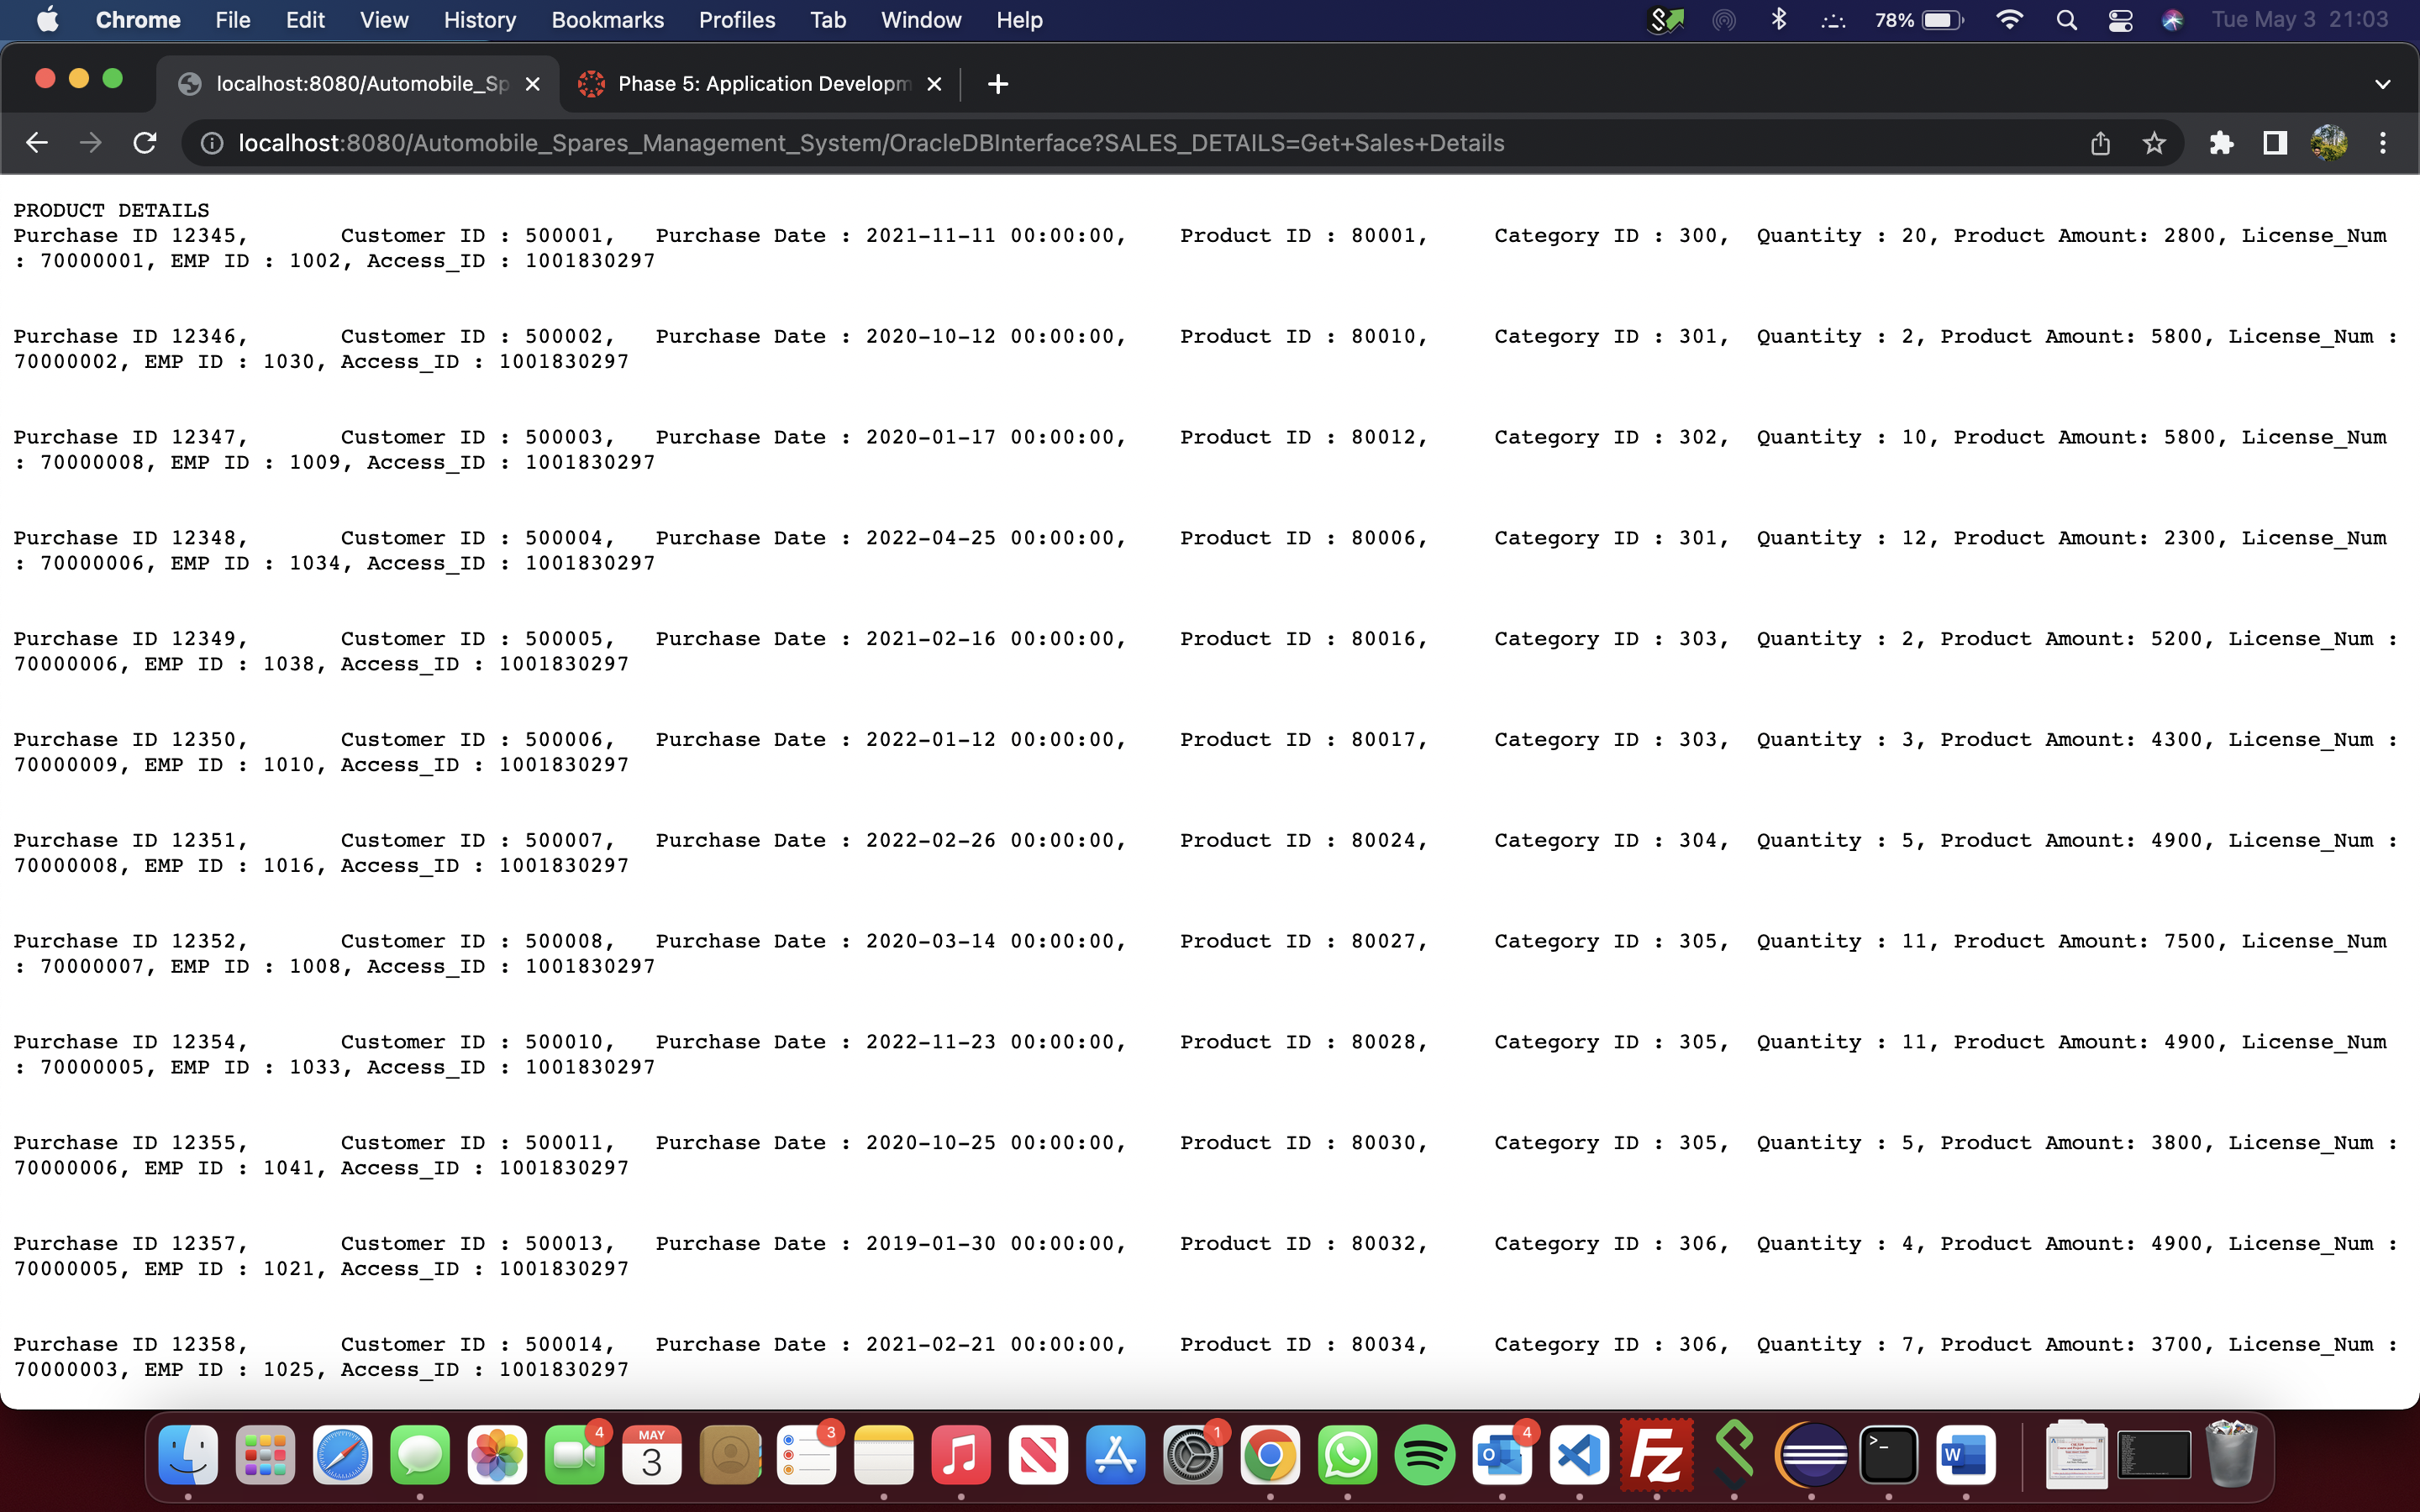 Chrome File Edit View History Bookmarks Profiles Tab Window Help 78% Tue May 3 21:03
localhost:8080/Automobile_Sp Phase 5: Application Developm
localhost:8080/Automobile_Spares_Management_System/OracleDBInterface?SALES_DETAILS=Get+Sales+Details
PRODUCT DETAILS
Purchase ID 12345, Customer ID : 500001, Purchase Date : 2021-11-11 00:00:00, Product ID : 80001, Category ID : 300, Quantity : 20, Product Amount: 2800, License_Num
: 70000001, EMP ID : 1002, Access_ID : 1001830297
Purchase ID 12346, Customer ID : 500002, Purchase Date : 2020-10-12 00:00:00, Product ID : 80010, Category ID : 301, Quantity : 2, Product Amount: 5800, License_Num :
70000002, EMP ID : 1030, Access_ID : 1001830297
Purchase ID 12347, Customer ID : 500003, Purchase Date : 2020-01-17 00:00:00, Product ID : 80012, Category ID : 302, Quantity : 10, Product Amount: 5800, License_Num
: 70000008, EMP ID : 1009, Access_ID : 1001830297
Purchase ID 12348, Customer ID : 500004, Purchase Date : 2022-04-25 00:00:00, Product ID : 80006, Category ID : 301, Quantity : 12, Product Amount: 2300, License_Num
: 70000006, EMP ID : 1034, Access_ID : 1001830297
Purchase ID 12349, Customer ID : 500005, Purchase Date : 2021-02-16 00:00:00, Product ID : 80016, Category ID : 303, Quantity : 2, Product Amount: 5200, License_Num :
70000006, EMP ID : 1038, Access_ID : 1001830297
Purchase ID 12350, Customer ID : 500006, Purchase Date : 2022-01-12 00:00:00, Product ID : 80017, Category ID : 303, Quantity : 3, Product Amount: 4300, License_Num :
70000009, EMP ID : 1010, Access_ID : 1001830297
Purchase ID 12351, Customer ID : 500007, Purchase Date : 2022-02-26 00:00:00, Product ID : 80024, Category ID : 304, Quantity : 5, Product Amount: 4900, License_Num :
70000008, EMP ID : 1016, Access_ID : 1001830297
Purchase ID 12352, Customer ID : 500008, Purchase Date : 2020-03-14 00:00:00, Product ID : 80027, Category ID : 305, Quantity : 11, Product Amount: 7500, License_Num
: 70000007, EMP ID : 1008, Access_ID : 1001830297
Purchase ID 12354, Customer ID : 500010, Purchase Date : 2022-11-23 00:00:00, Product ID : 80028, Category ID : 305, Quantity : 11, Product Amount: 4900, License_Num
: 70000005, EMP ID : 1033, Access_ID : 1001830297
Purchase ID 12355, Customer ID : 500011, Purchase Date : 2020-10-25 00:00:00, Product ID : 80030, Category ID : 305, Quantity : 5, Product Amount: 3800, License_Num :
70000006, EMP ID : 1041, Access_ID : 1001830297
Purchase ID 12357, Customer ID : 500013, Purchase Date : 2019-01-30 00:00:00, Product ID : 80032, Category ID : 306, Quantity : 4, Product Amount: 4900, License_Num :
70000005, EMP ID : 1021, Access_ID : 1001830297
Purchase ID 12358, Customer ID : 500014, Purchase Date : 2021-02-21 00:00:00, Product ID : 80034, Category ID : 306, Quantity : 7, Product Amount: 3700, License_Num :
70000003, EMP ID : 1025, Access_ID : 1001830297
4 MAY 3 3 1 4